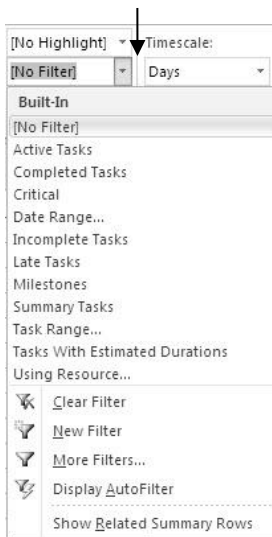 [No Highlight] Timescale:
[No Filter] Days
Built-In
[No Filter]
Active Tasks
Completed Tasks
Critical
Date Range...
Incomplete Tasks
Late Tasks
Milestones
Summary Tasks
Task Range...
Tasks With Estimated Durations
Using Resource...
Clear Filter
New Filter
More Filters...
Display AutoFilter
Show Related Summary Rows